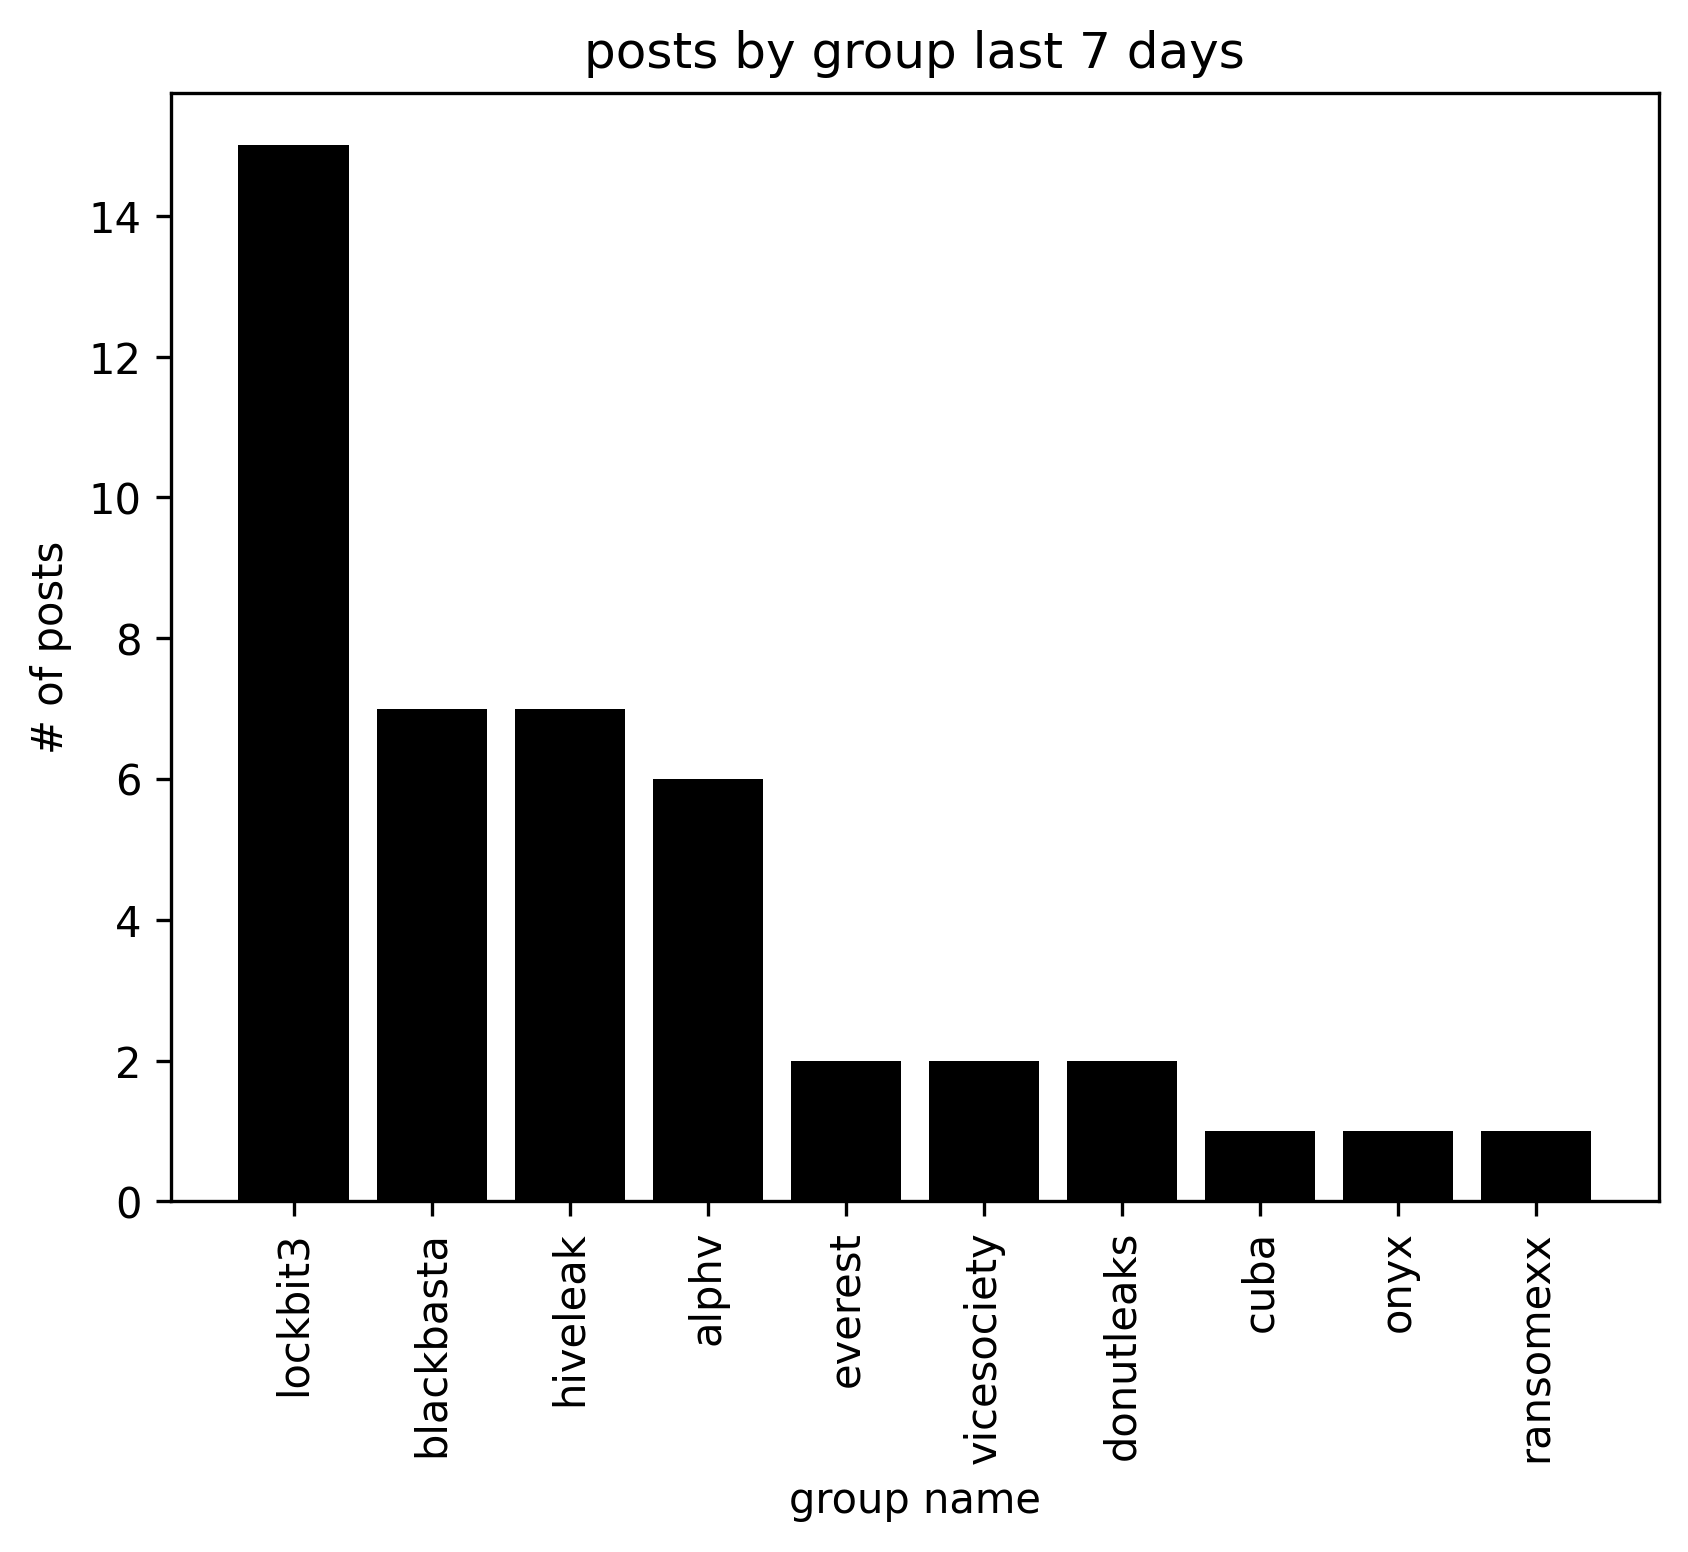 posts by group last 7 days
# of posts
14
12
10
8
6
4
2
0
lockbit3
blackbasta
hiveleak
alphv
everest
vicesociety
donutleaks
cuba
onyx
ransomexx
group name